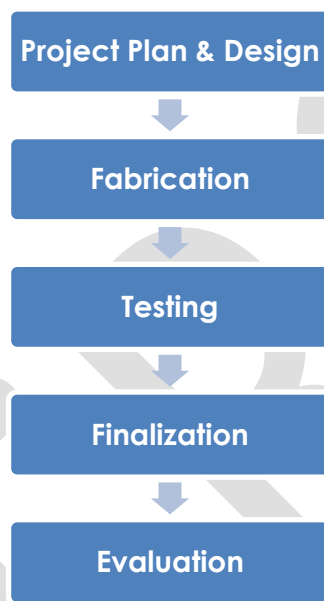 Project Plan & Design
Fabrication
Testing
Finalization
Evaluation